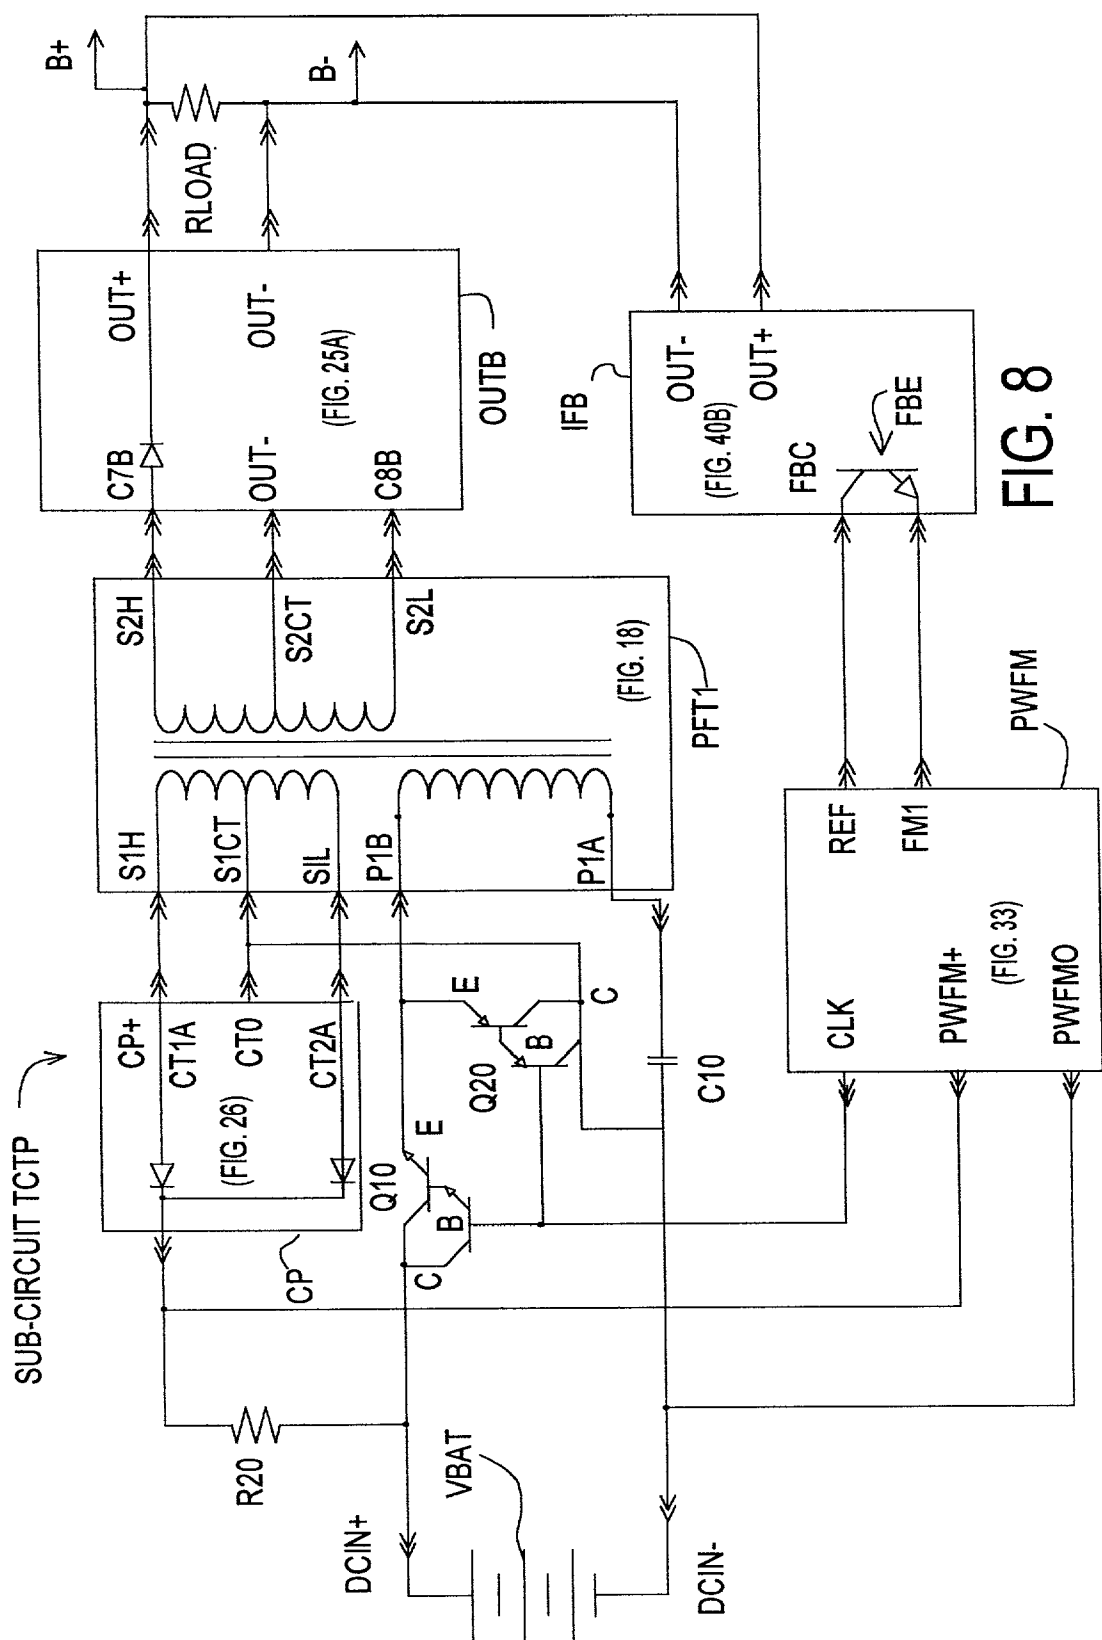 SUB-CIRCUIT TCTP
B+
B-
RLOAD
R20
CP
CP+
CT1A
(FIG. 26)
CT0
CT2A
S1H
S1CT
SIL
P1B
P1A
S2H
S2CT
S2L
(FIG. 18)
PFT1
C7B
OUT+
OUT-
OUT-
(FIG. 25A)
C8B
OUTB
DCIN+
VBAT
DCIN-
Q10
C
B
E
Q20
E
B
C
C10
CLK
PWFM+
(FIG. 33)
PWFMO
REF
FM1
PWFM
IFB
OUT-
(FIG. 40B)
OUT+
FBC
FBE
FIG. 8